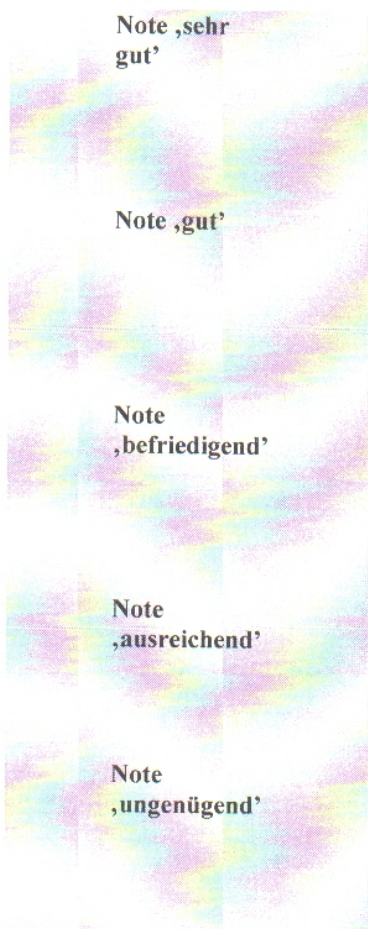 Note ‚sehr
gut’
Note ‚gut’
Note
‚befriedigend’
Note
‚ausreichend’
Note
‚ungenügend’